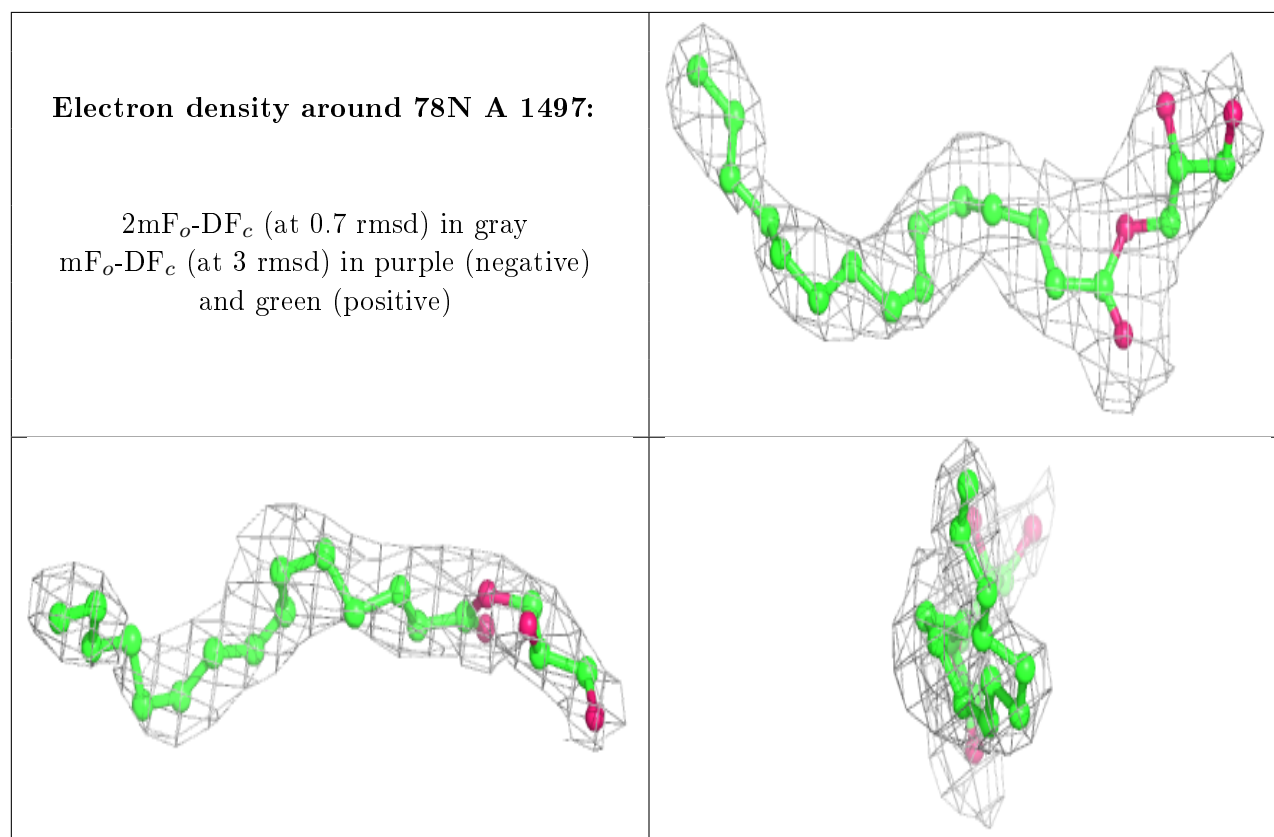 Electron density around 78N A 1497:
2mFo-DFc (at 0.7 rmsd) in gray
mFo-DFc (at 3 rmsd) in purple (negative)
and green (positive)